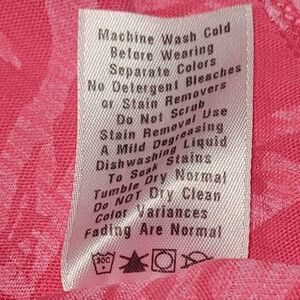 Machine Wash Cold
Before Wearing
Separate Colors
No Detergent Bleaches
or Stain Removers
Do Not Scrub
Stain Removal Use
A Mild Degreasing
Dishwashing Liquid
To Soak Stains
Tumble Dry Normal
Do NOT Dry Clean
Color Variances
Fading Are Normal
30C